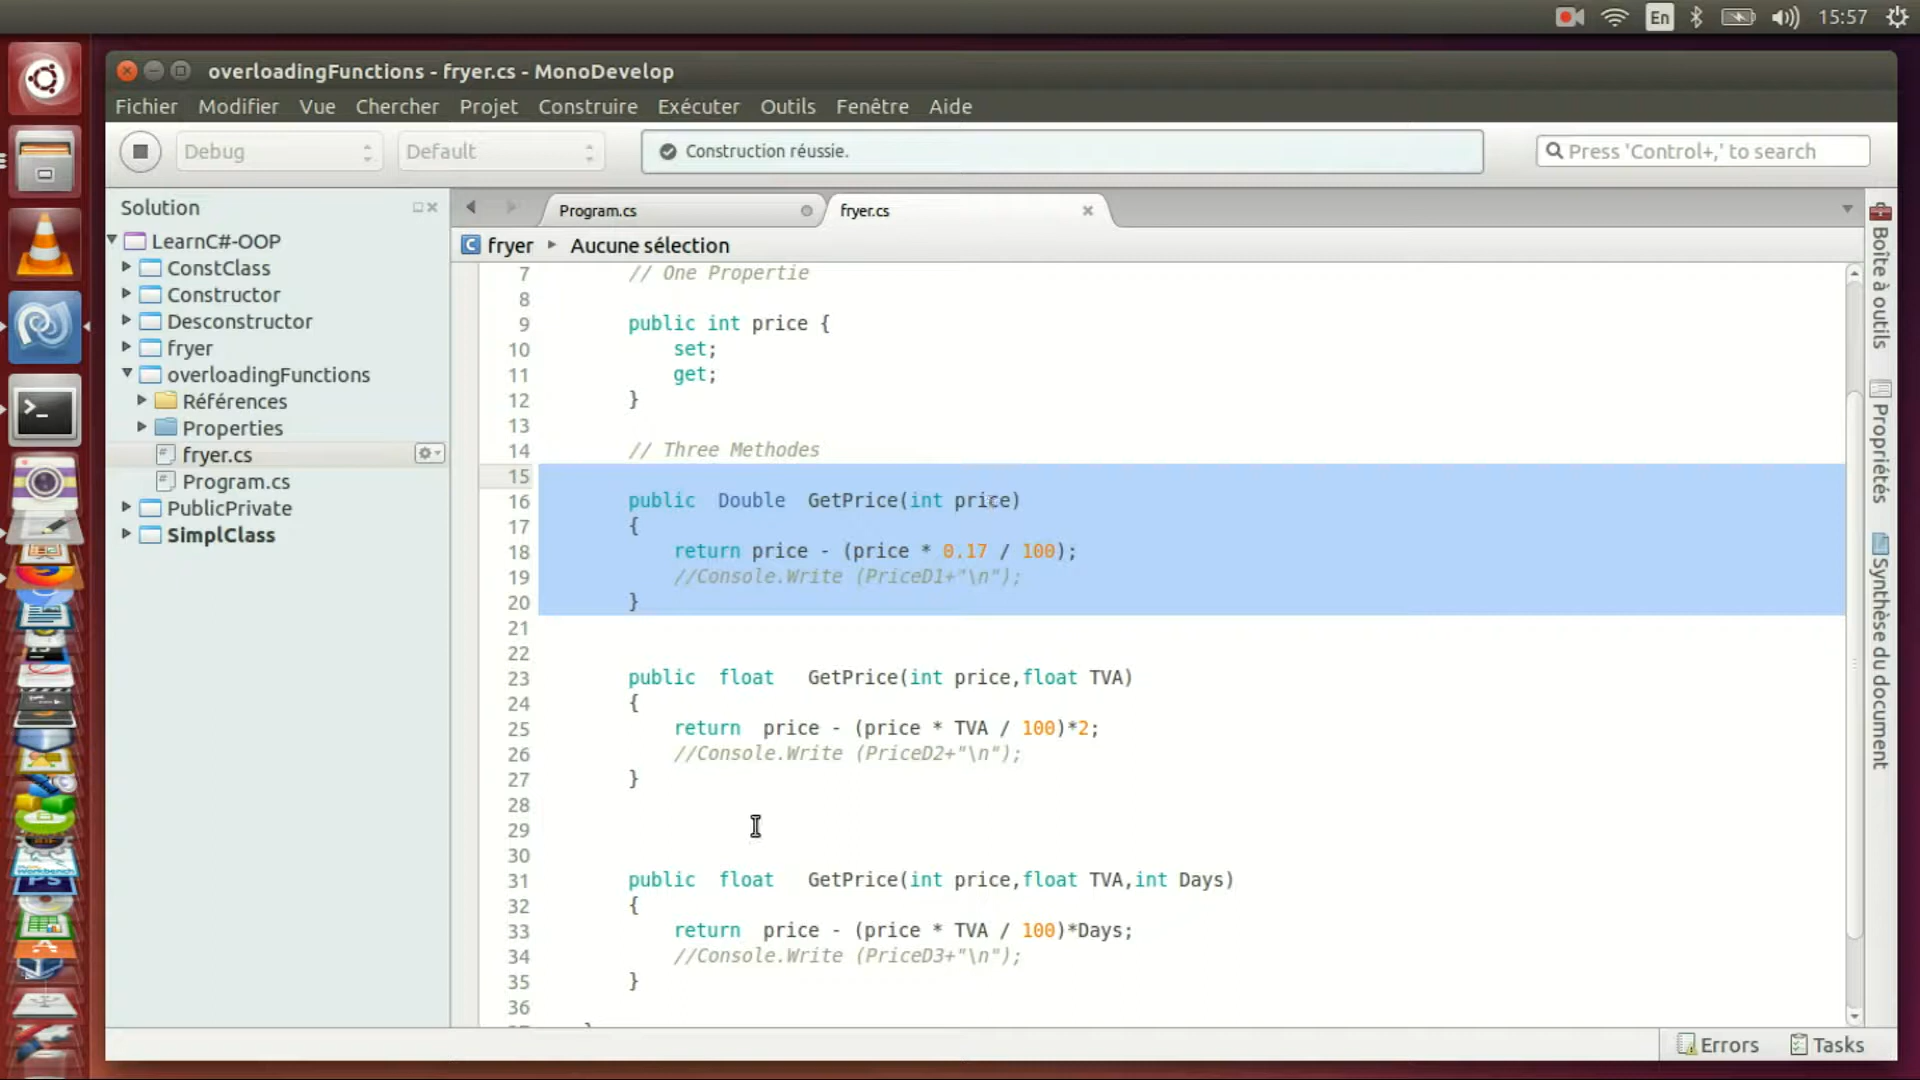 En 15:57
overloadingFunctions - fryer.cs - MonoDevelop
Fichier Modifier Vue Chercher Projet Construire Exécuter Outils Fenêtre Aide
Debug Default Construction réussie. Press 'Control+,' to search
Solution
LearnC#-OOP
ConstClass
Constructor
Desconstructor
fryer
overloadingFunctions
Références
Properties
fryer.cs
Program.cs
PublicPrivate
SimplClass
Program.cs fryer.cs
fryer Aucune sélection
7 // One Propertie
8
9 public int price {
10 set;
11 get;
12 }
13
14 // Three Methodes
15
16 public Double GetPrice(int price)
17 {
18 return price - (price * 0.17 / 100);
19 //Console.Write (PriceD1+"\n");
20 }
21
22
23 public float GetPrice(int price,float TVA)
24 {
25 return price - (price * TVA / 100)*2;
26 //Console.Write (PriceD2+"\n");
27 }
28
29
30
31 public float GetPrice(int price,float TVA,int Days)
32 {
33 return price - (price * TVA / 100)*Days;
34 //Console.Write (PriceD3+"\n");
35 }
36
Boîte à outils
Propriétés
Synthèse du document
Errors Tasks